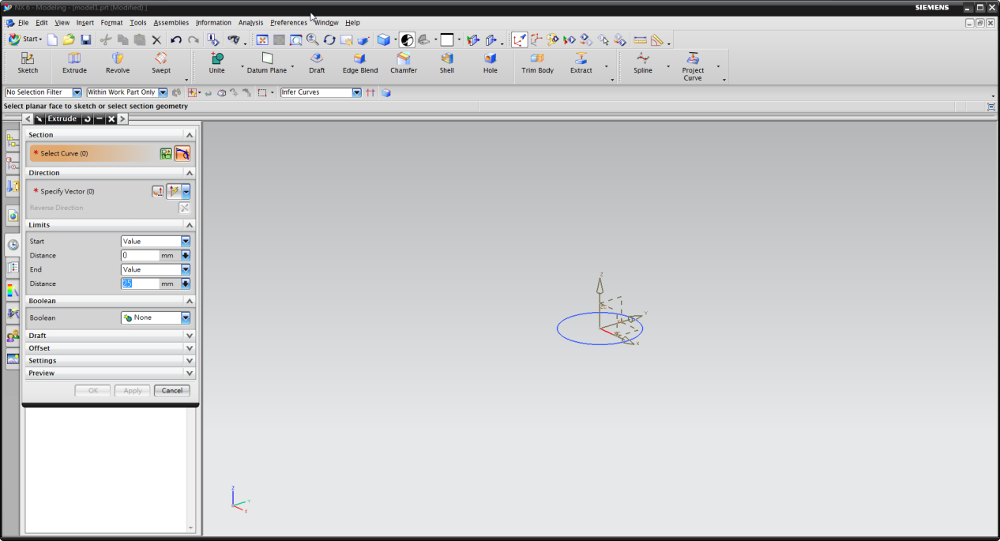 NX 6 - Modeling - [model1.prt (Modified) ]
SIEMENS
File Edit View Insert Format Tools Assemblies Information Analysis Preferences Window Help
Start
Sketch Extrude Revolve Swept Unite Datum Plane Draft Edge Blend Chamfer Shell Hole Trim Body Extract Spline Project Curve
No Selection Filter Within Work Part Only Infer Curves
Select planar face to sketch or select section geometry
Extrude
Section
* Select Curve (0)
Direction
* Specify Vector (0)
Reverse Direction
Limits
Start Value
Distance 0 mm
End Value
Distance 25 mm
Boolean
Boolean None
Draft
Offset
Settings
Preview
OK Apply Cancel
Z
Y
X
Z
Y
X